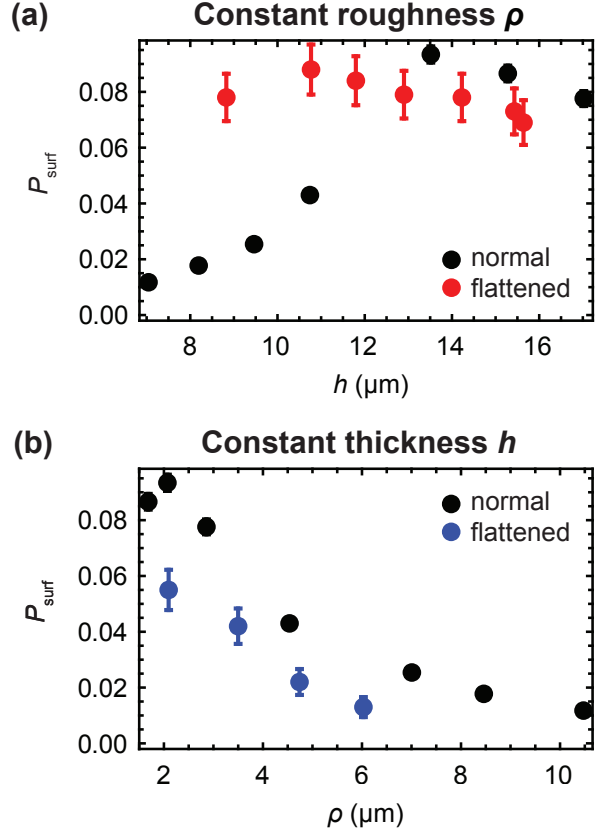 (a) Constant roughness ρ
0.08
0.06
0.04
0.02
0.00
P_surf
normal
flattened
8 10 12 14 16
h (µm)
(b) Constant thickness h
0.08
0.06
0.04
0.02
0.00
P_surf
normal
flattened
2 4 6 8 10
ρ (µm)